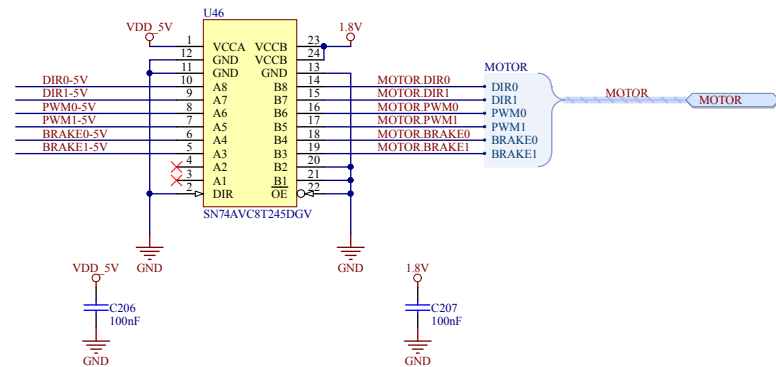 U46
VDD_5V
1.8V
1 VCCA VCCB 23
12 GND VCCB 24
11 GND GND 13
DIR0-5V 10 A8 B8 14 MOTOR.DIR0
DIR1-5V 9 A7 B7 15 MOTOR.DIR1
PWM0-5V 8 A6 B6 16 MOTOR.PWM0
PWM1-5V 7 A5 B5 17 MOTOR.PWM1
BRAKE0-5V 6 A4 B4 18 MOTOR.BRAKE0
BRAKE1-5V 5 A3 B3 19 MOTOR.BRAKE1
4 A2 B2 20
3 A1 B1 21
2 DIR OE 22
SN74AVC8T245DGV
MOTOR
DIR0
DIR1
PWM0
PWM1
BRAKE0
BRAKE1
MOTOR
MOTOR
GND
GND
VDD_5V
C206
100nF
GND
1.8V
C207
100nF
GND